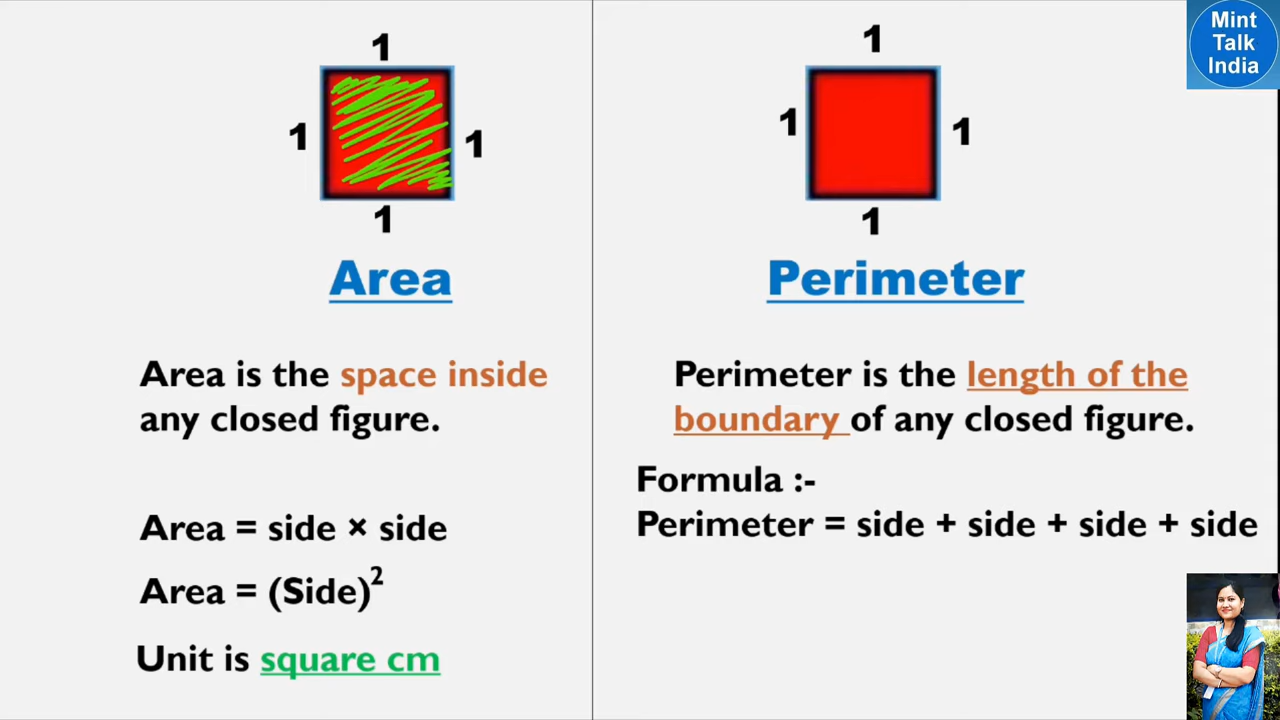 1
1
1
1
Area
Area is the space inside
any closed figure.
Area = side × side
Area = (Side)²
Unit is square cm
1
1
1
1
Perimeter
Perimeter is the length of the
boundary of any closed figure.
Formula :-
Perimeter = side + side + side + side
Mint
Talk
India